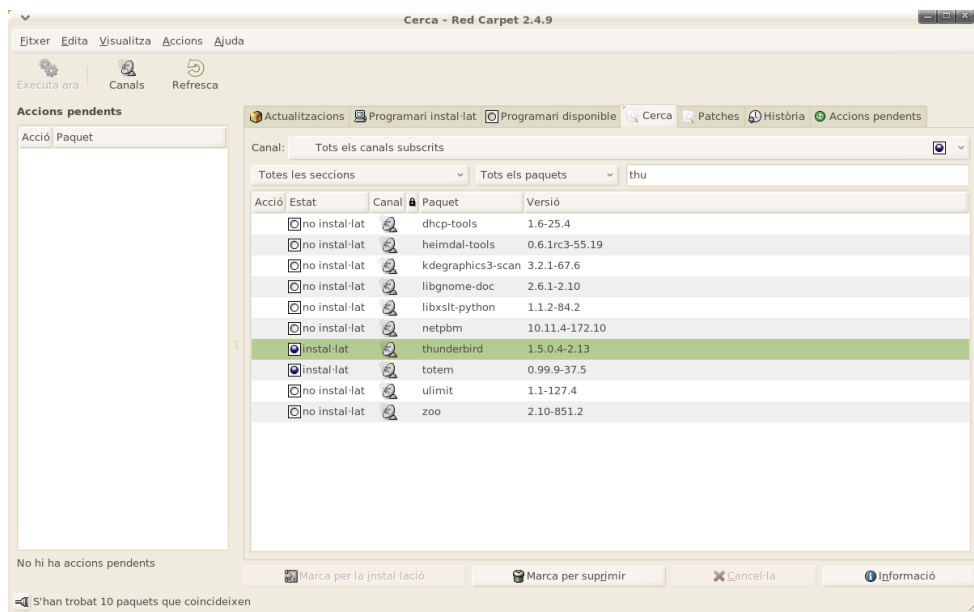 Cerca - Red Carpet 2.4.9
Fitxer Edita Visualitza Accions Ajuda
Executa ara Canals Refresca
Accions pendents
Acció Paquet
No hi ha accions pendents
Actualitzacions Programari instal·lat Programari disponible Cerca Patches Història Accions pendents
Canal: Tots els canals subscrits
Totes les seccions Tots els paquets thu
Acció Estat Canal Paquet Versió
no instal·lat dhcp-tools 1.6-25.4
no instal·lat heimdal-tools 0.6.1rc3-55.19
no instal·lat kdegraphics3-scan 3.2.1-67.6
no instal·lat libgnome-doc 2.6.1-2.10
no instal·lat libxslt-python 1.1.2-84.2
no instal·lat netpbm 10.11.4-172.10
instal·lat thunderbird 1.5.0.4-2.13
instal·lat totem 0.99.9-37.5
no instal·lat ulimit 1.1-127.4
no instal·lat zoo 2.10-851.2
Marca per la instal·lació Marca per suprimir Cancel·la Informació
S'han trobat 10 paquets que coincideixen